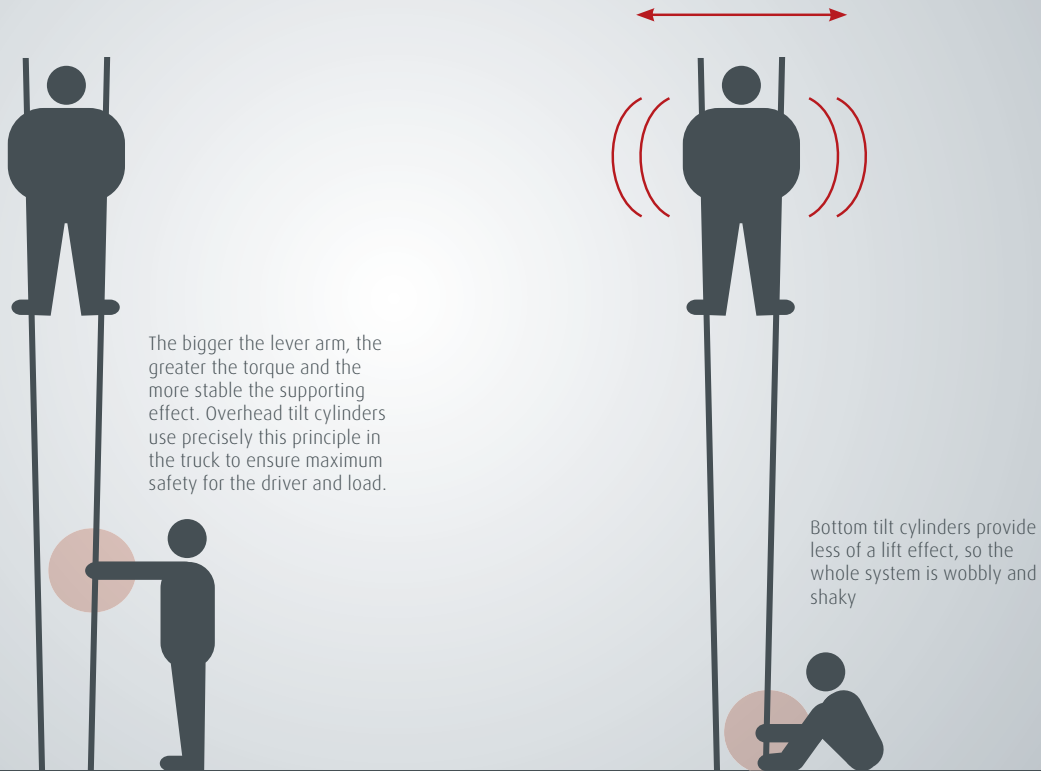 The bigger the lever arm, the
greater the torque and the
more stable the supporting
effect. Overhead tilt cylinders
use precisely this principle in
the truck to ensure maximum
safety for the driver and load.
Bottom tilt cylinders provide
less of a lift effect, so the
whole system is wobbly and
shaky